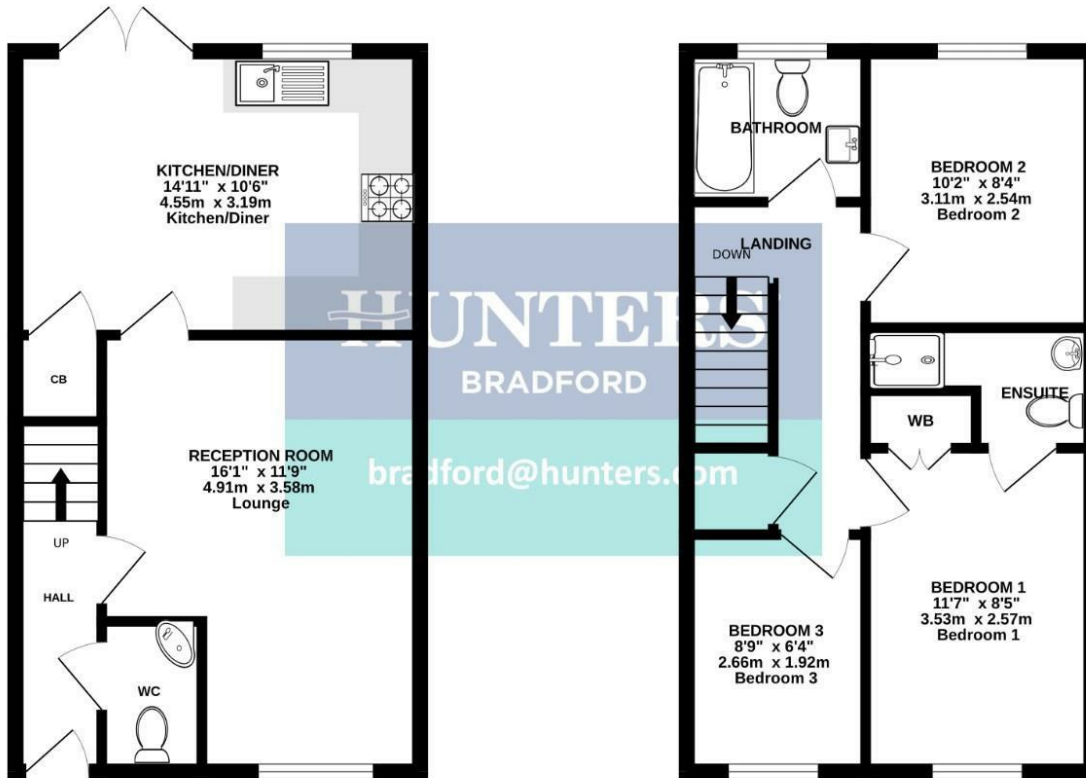 KITCHEN/DINER
14'11" x 10'6"
4.55m x 3.19m
Kitchen/Diner
CB
RECEPTION ROOM
16'1" x 11'9"
4.91m x 3.58m
Lounge
UP
HALL
WC
BATHROOM
BEDROOM 2
10'2" x 8'4"
3.11m x 2.54m
Bedroom 2
LANDING
DOWN
ENSUITE
WB
BEDROOM 1
11'7" x 8'5"
3.53m x 2.57m
Bedroom 1
BEDROOM 3
8'9" x 6'4"
2.66m x 1.92m
Bedroom 3
HUNTERS
BRADFORD
bradford@hunters.com